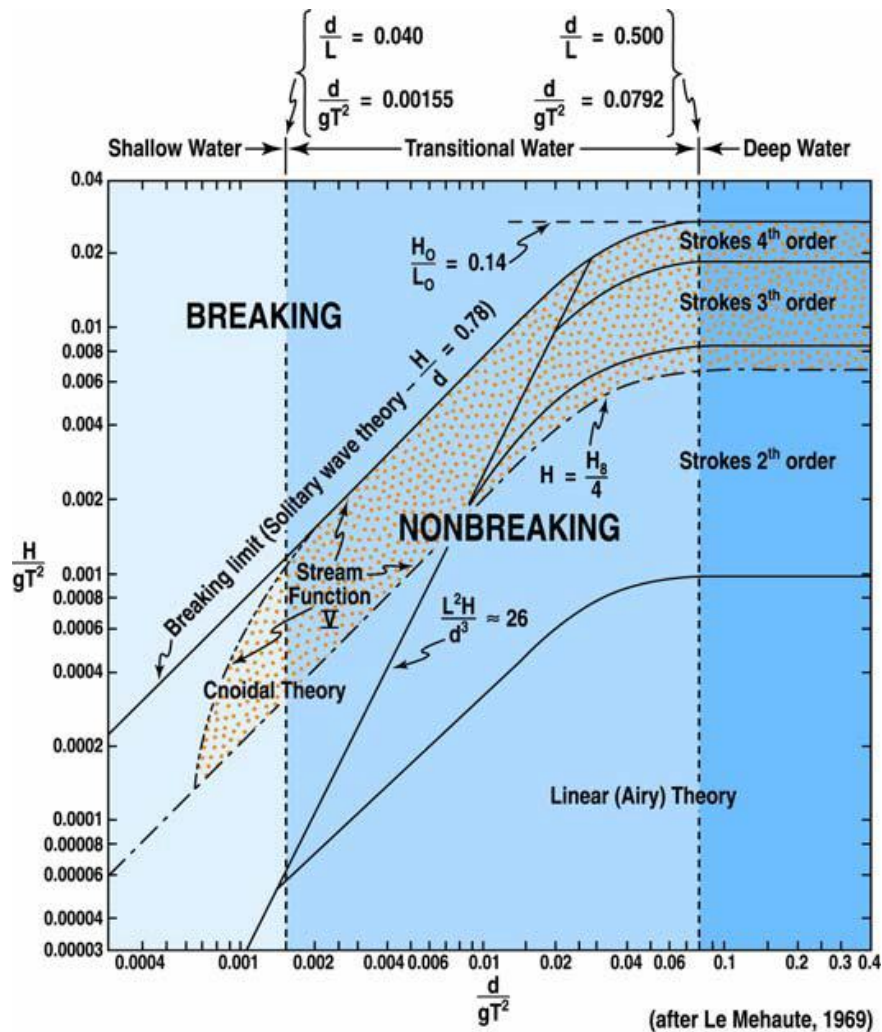 d/L = 0.040
d/L = 0.500
d/gT² = 0.00155
d/gT² = 0.0792
Shallow Water
Transitional Water
Deep Water
0.04
0.02
0.01
0.008
0.006
0.004
0.002
0.001
0.0008
0.0006
0.0004
0.0002
0.0001
0.00008
0.00006
0.00004
0.00003
H/gT²
H₀/L₀ = 0.14
Strokes 4th order
Strokes 3th order
BREAKING
Breaking limit (Solitary wave theory - H/d = 0.78)
H = H₈/4
Strokes 2th order
NONBREAKING
Stream
Function
V
L²H/d³ ≈ 26
Cnoidal Theory
Linear (Airy) Theory
0.0004
0.001
0.002
0.004
0.006
0.01
0.02
0.04
0.06
0.1
0.2
0.3
0.4
d/gT²
(after Le Mehaute, 1969)